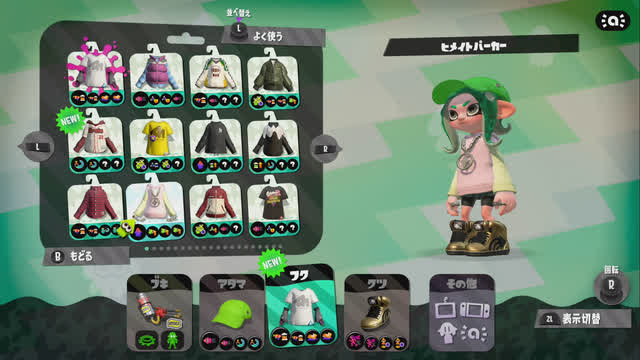 並べ替え
L
よく使う
ヒメイトパーカー
NEW!
L
R
B もどる
NEW!
ブキ
アタマ
フク
クツ
その他
回転
R
ZL 表示切替